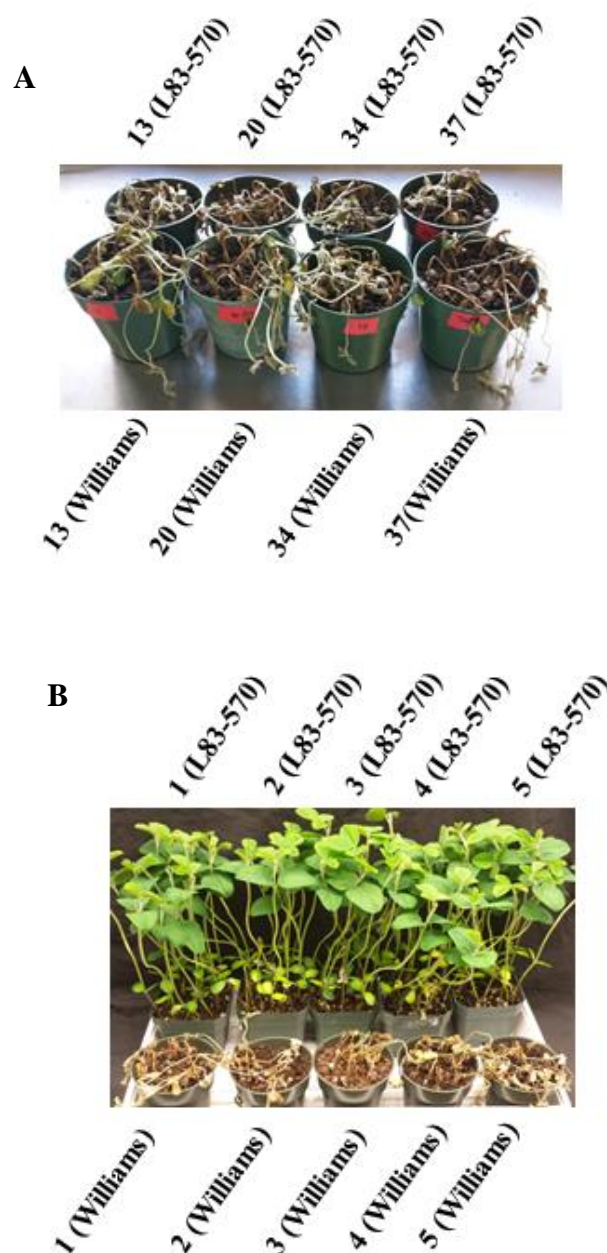 A
13 (L83-570)
20 (L83-570)
34 (L83-570)
37 (L83-570)
13 (Williams)
20 (Williams)
34 (Williams)
37(Williams)
B
1 (L83-570)
2 (L83-570)
3 (L83-570)
4 (L83-570)
5 (L83-570)
1 (Williams)
2 (Williams)
3 (Williams)
4 (Williams)
5 (Williams)